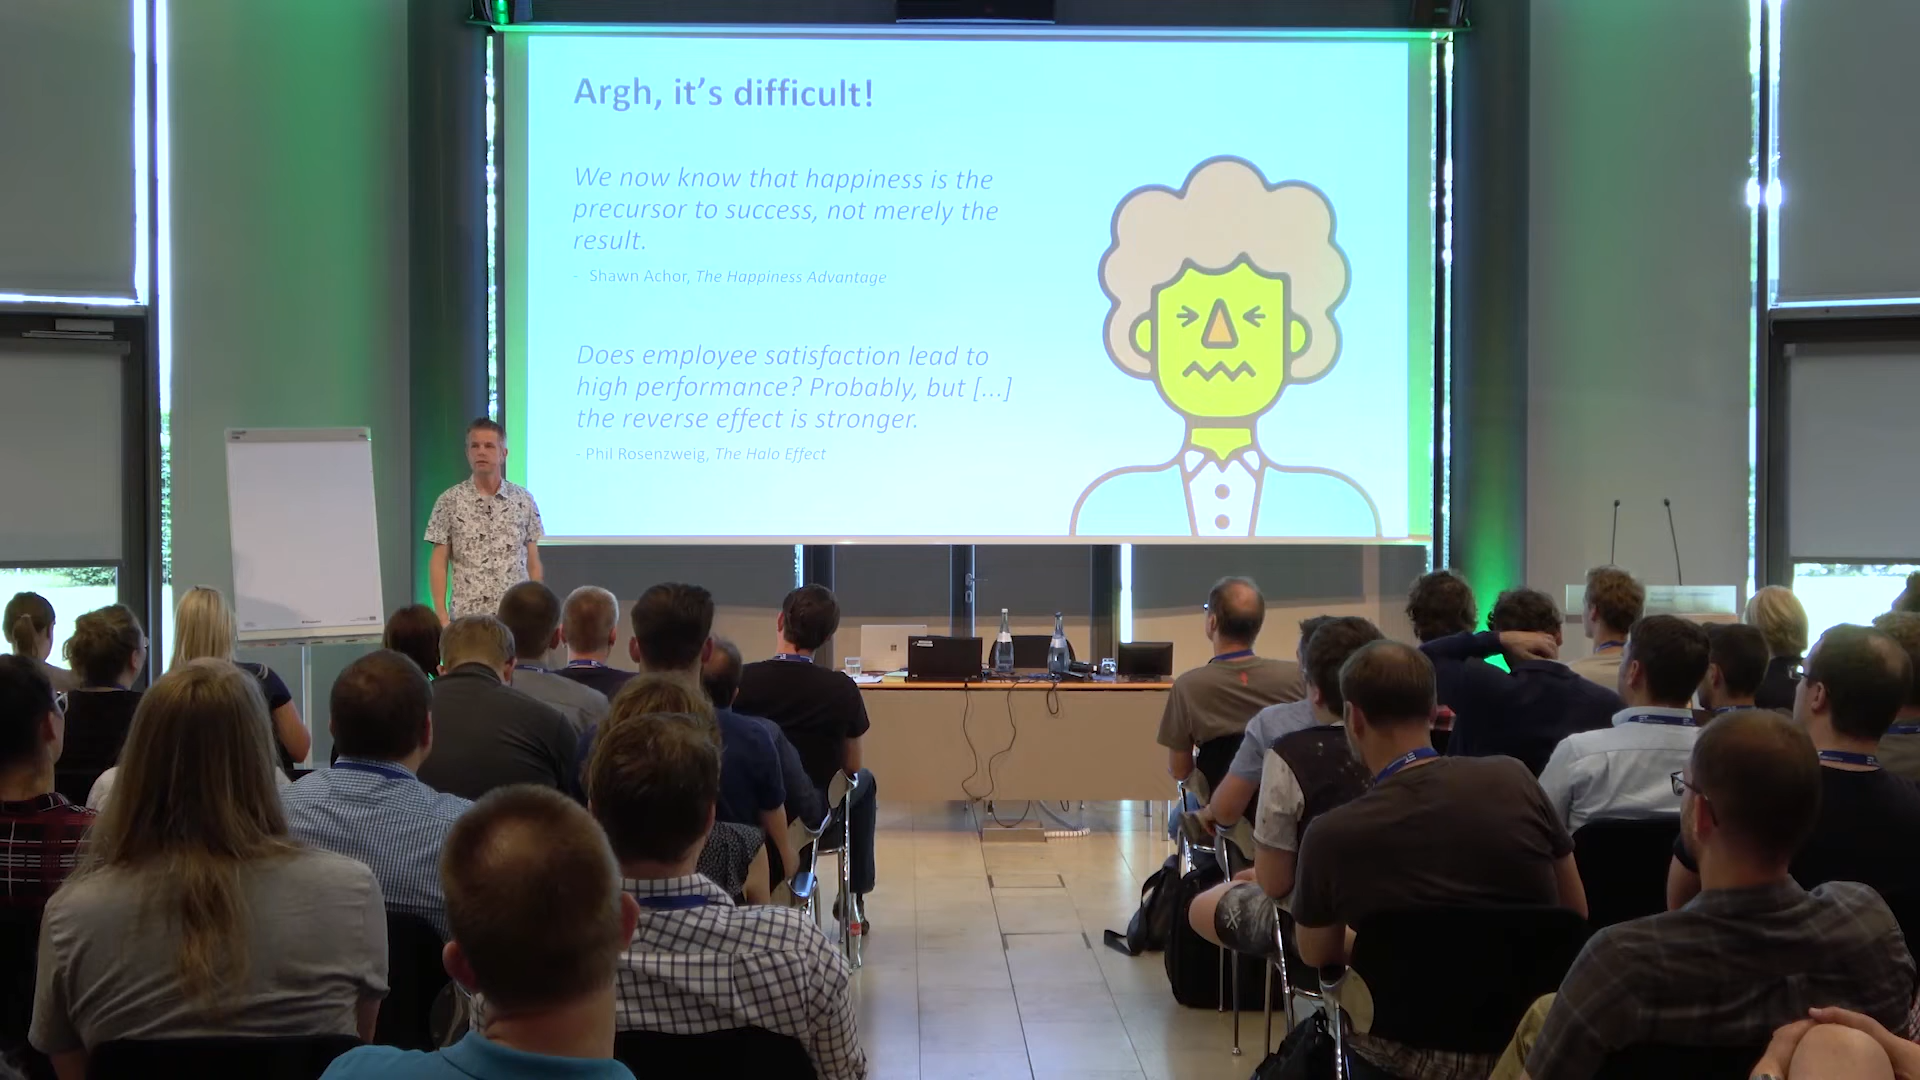 Argh, it's difficult!
We now know that happiness is the
precursor to success, not merely the
result.
- Shawn Achor, The Happiness Advantage
Does employee satisfaction lead to
high performance? Probably, but [...]
the reverse effect is stronger.
- Phil Rosenzweig, The Halo Effect